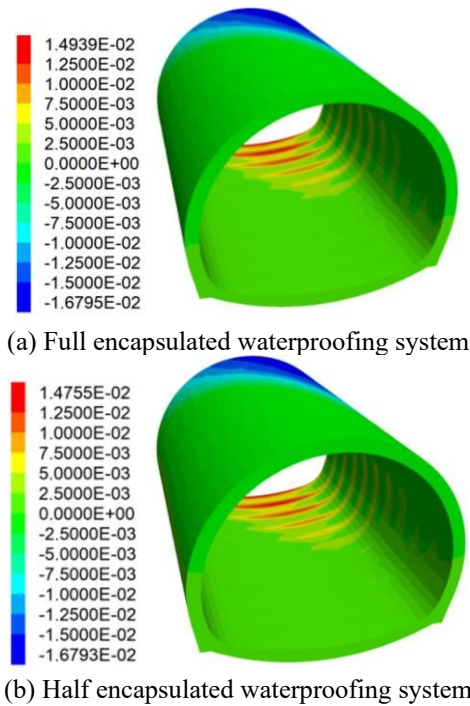 1.4939E-02
1.2500E-02
1.0000E-02
7.5000E-03
5.0000E-03
2.5000E-03
0.0000E+00
-2.5000E-03
-5.0000E-03
-7.5000E-03
-1.0000E-02
-1.2500E-02
-1.5000E-02
-1.6795E-02
(a) Full encapsulated waterproofing system
1.4755E-02
1.2500E-02
1.0000E-02
7.5000E-03
5.0000E-03
2.5000E-03
0.0000E+00
-2.5000E-03
-5.0000E-03
-7.5000E-03
-1.0000E-02
-1.2500E-02
-1.5000E-02
-1.6793E-02
(b) Half encapsulated waterproofing system